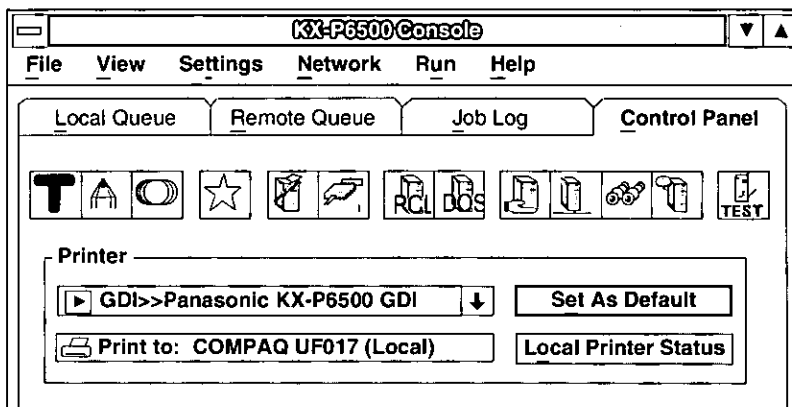 KX-P6500 Console
File View Settings Network Run Help
Local Queue Remote Queue Job Log Control Panel
T PCL DOS TEST
Printer
GDI>>Panasonic KX-P6500 GDI Set As Default
Print to: COMPAQ UF017 (Local) Local Printer Status